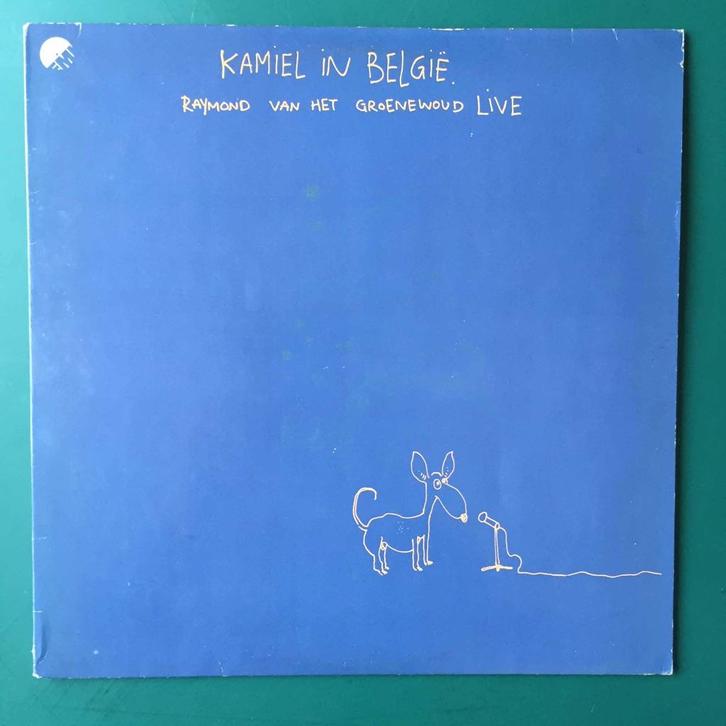 KAMIEL iN BELGIË.
RAYMOND VAN HET GROENEWOUD LiVE